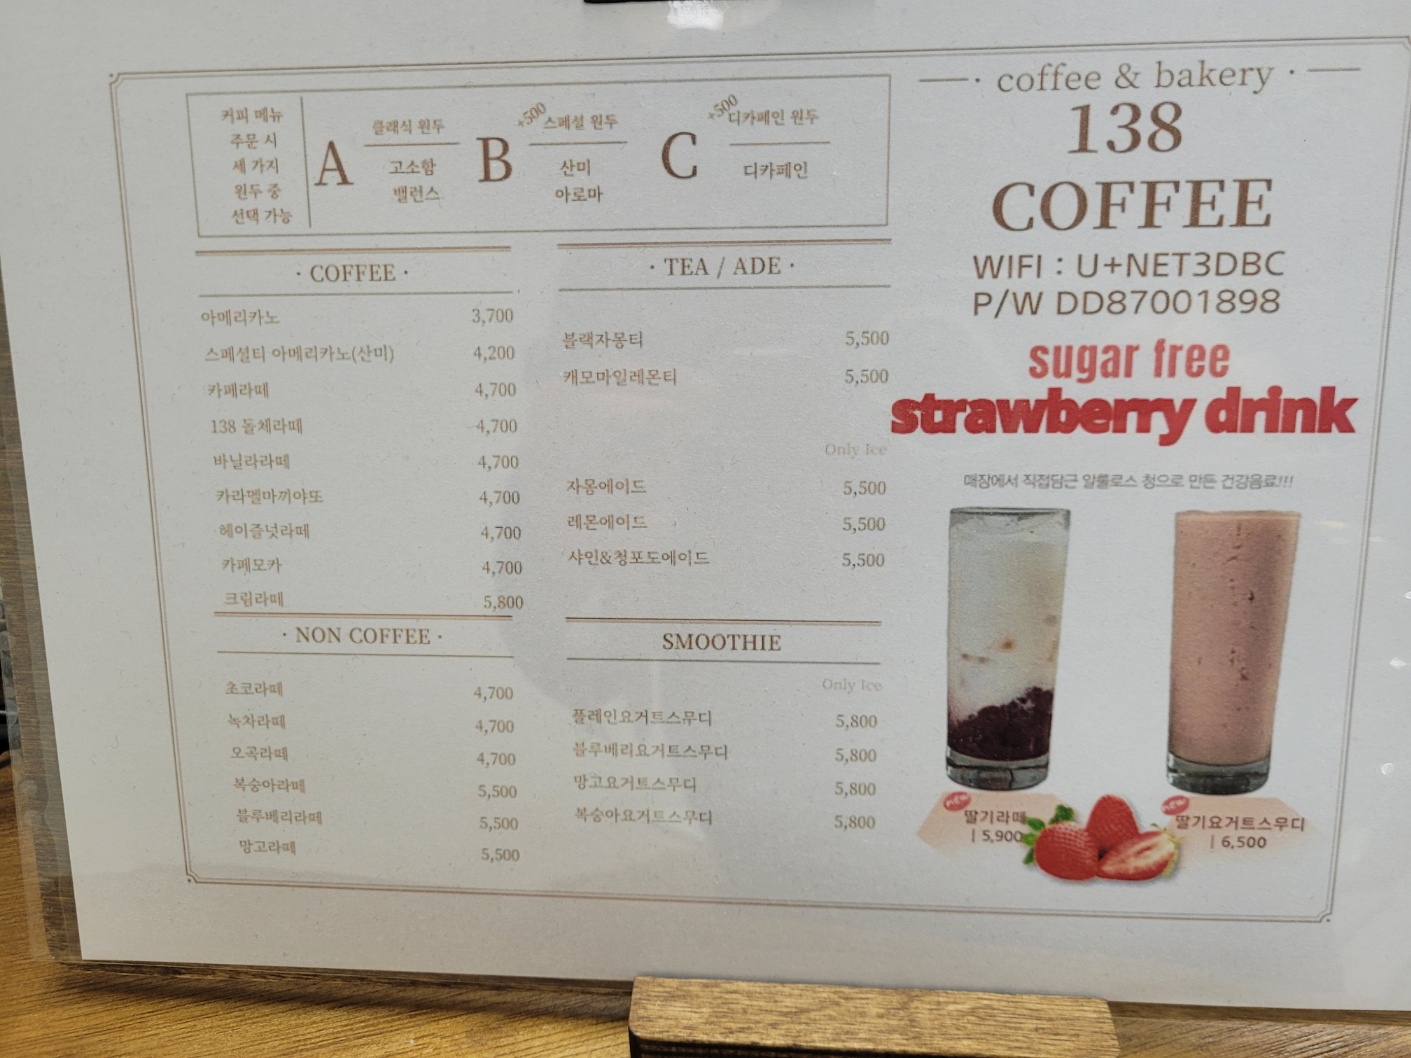 커피 메뉴
주문 시
세 가지
원두 중
선택 가능
A
클래식 원두
고소함
밸런스
B
+500
스페셜 원두
산미
아로마
C
+500
디카페인 원두
디카페인
· COFFEE ·
아메리카노 3,700
스페셜티 아메리카노(산미) 4,200
카페라떼 4,700
138 돌체라떼 4,700
바닐라라떼 4,700
카라멜마끼야또 4,700
헤이즐넛라떼 4,700
카페모카 4,700
크림라떼 5,800
· NON COFFEE ·
초코라떼 4,700
녹차라떼 4,700
오곡라떼 4,700
복숭아라떼 5,500
블루베리라떼 5,500
망고라떼 5,500
· TEA / ADE ·
블랙자몽티 5,500
캐모마일레몬티 5,500
Only Ice
자몽에이드 5,500
레몬에이드 5,500
샤인&청포도에이드 5,500
SMOOTHIE
Only Ice
플레인요거트스무디 5,800
블루베리요거트스무디 5,800
망고요거트스무디 5,800
복숭아요거트스무디 5,800
· coffee & bakery ·
138
COFFEE
WIFI : U+NET3DBC
P/W DD87001898
sugar free
strawberry drink
매장에서 직접담근 알룰로스 청으로 만든 건강음료!!!
new
딸기라떼
| 5,900
new
딸기요거트스무디
| 6,500